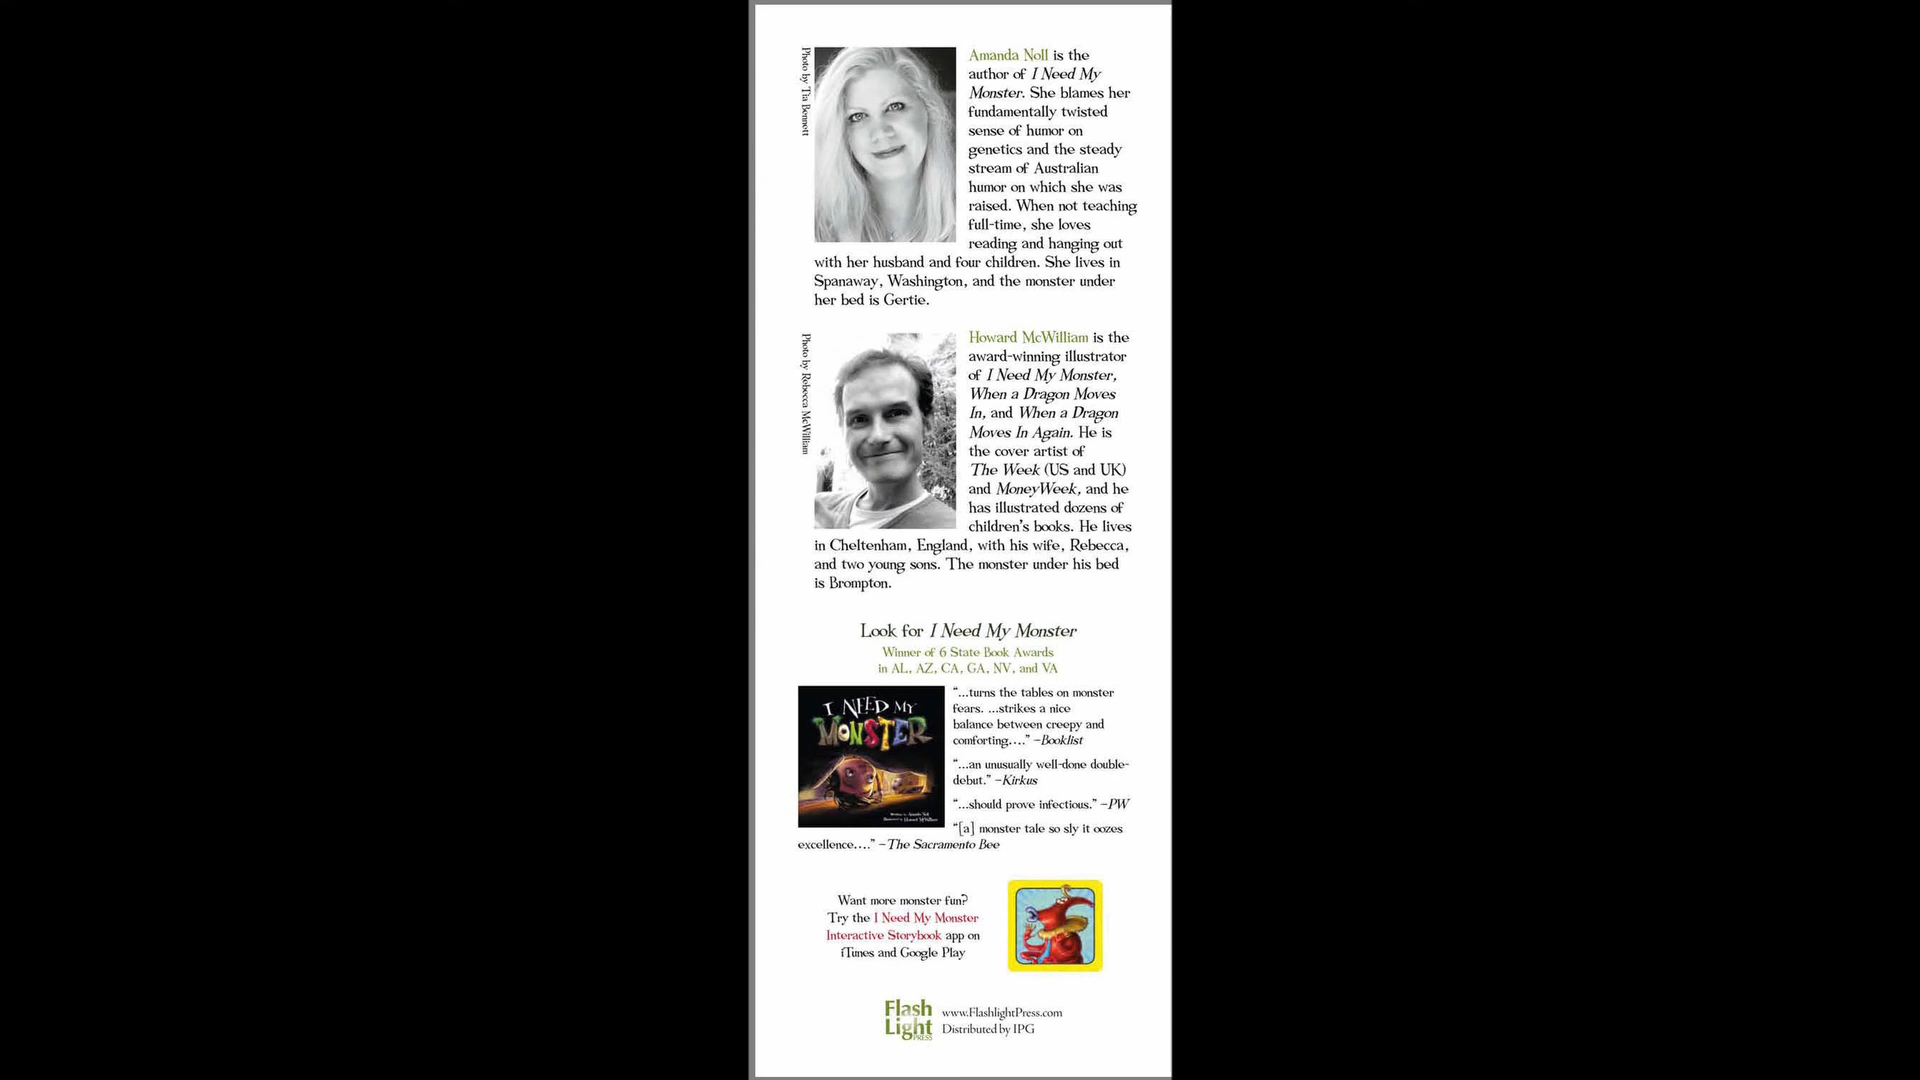 Photo by Tia Bennett
Amanda Noll is the
author of I Need My
Monster. She blames her
fundamentally twisted
sense of humor on
genetics and the steady
stream of Australian
humor on which she was
raised. When not teaching
full-time, she loves
reading and hanging out
with her husband and four children. She lives in
Spanaway, Washington, and the monster under
her bed is Gertie.
Photo by Rebecca McWilliam
Howard McWilliam is the
award-winning illustrator
of I Need My Monster,
When a Dragon Moves
In, and When a Dragon
Moves In Again. He is
the cover artist of
The Week (US and UK)
and MoneyWeek, and he
has illustrated dozens of
children's books. He lives
in Cheltenham, England, with his wife, Rebecca,
and two young sons. The monster under his bed
is Brompton.
Look for I Need My Monster
Winner of 6 State Book Awards
in AL, AZ, CA, GA, NV, and VA
I NEED MY
MONSTER
Written by Amanda Noll
Illustrated by Howard McWilliam
"...turns the tables on monster
fears. ...strikes a nice
balance between creepy and
comforting...." –Booklist
"...an unusually well-done double-
debut." –Kirkus
"...should prove infectious." –PW
"[a] monster tale so sly it oozes
excellence...." –The Sacramento Bee
Want more monster fun?
Try the I Need My Monster
Interactive Storybook app on
iTunes and Google Play
Flash
Light
PRESS
www.FlashlightPress.com
Distributed by IPG